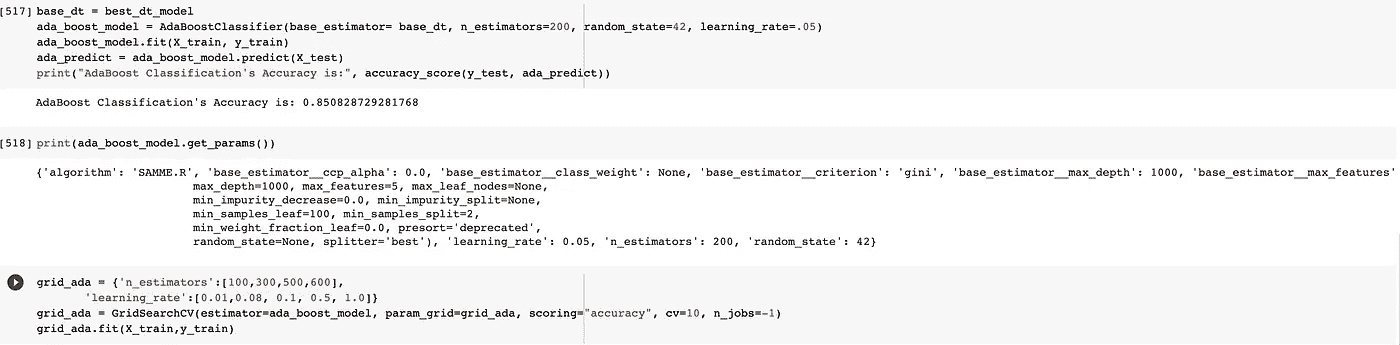 [517] base_dt = best_dt_model
ada_boost_model = AdaBoostClassifier(base_estimator= base_dt, n_estimators=200, random_state=42, learning_rate=.05)
ada_boost_model.fit(X_train, y_train)
ada_predict = ada_boost_model.predict(X_test)
print("AdaBoost Classification's Accuracy is:", accuracy_score(y_test, ada_predict))
AdaBoost Classification's Accuracy is: 0.850828729281768
[518] print(ada_boost_model.get_params())
{'algorithm': 'SAMME.R', 'base_estimator__ccp_alpha': 0.0, 'base_estimator__class_weight': None, 'base_estimator__criterion': 'gini', 'base_estimator__max_depth': 1000, 'base_estimator__max_features'
max_depth=1000, max_features=5, max_leaf_nodes=None,
min_impurity_decrease=0.0, min_impurity_split=None,
min_samples_leaf=100, min_samples_split=2,
min_weight_fraction_leaf=0.0, presort='deprecated',
random_state=None, splitter='best'), 'learning_rate': 0.05, 'n_estimators': 200, 'random_state': 42}
grid_ada = {'n_estimators':[100,300,500,600],
'learning_rate':[0.01,0.08, 0.1, 0.5, 1.0]}
grid_ada = GridSearchCV(estimator=ada_boost_model, param_grid=grid_ada, scoring="accuracy", cv=10, n_jobs=-1)
grid_ada.fit(X_train,y_train)